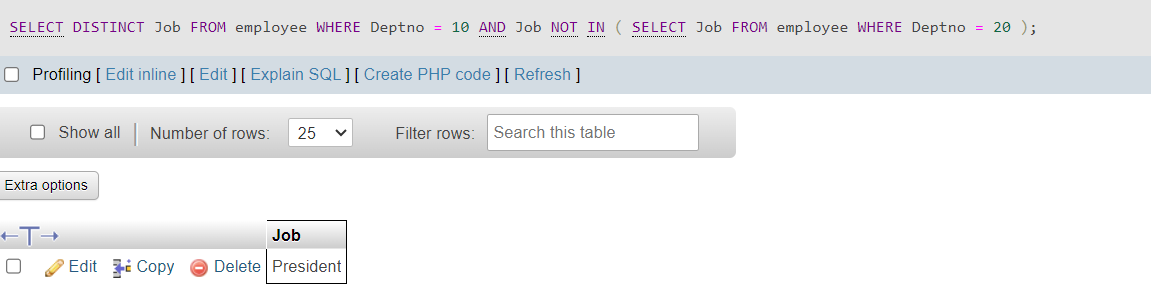 SELECT DISTINCT Job FROM employee WHERE Deptno = 10 AND Job NOT IN ( SELECT Job FROM employee WHERE Deptno = 20 );
Profiling [ Edit inline ] [ Edit ] [ Explain SQL ] [ Create PHP code ] [ Refresh ]
Show all Number of rows: 25 Filter rows: Search this table
Extra options
←T→ Job
Edit Copy Delete President